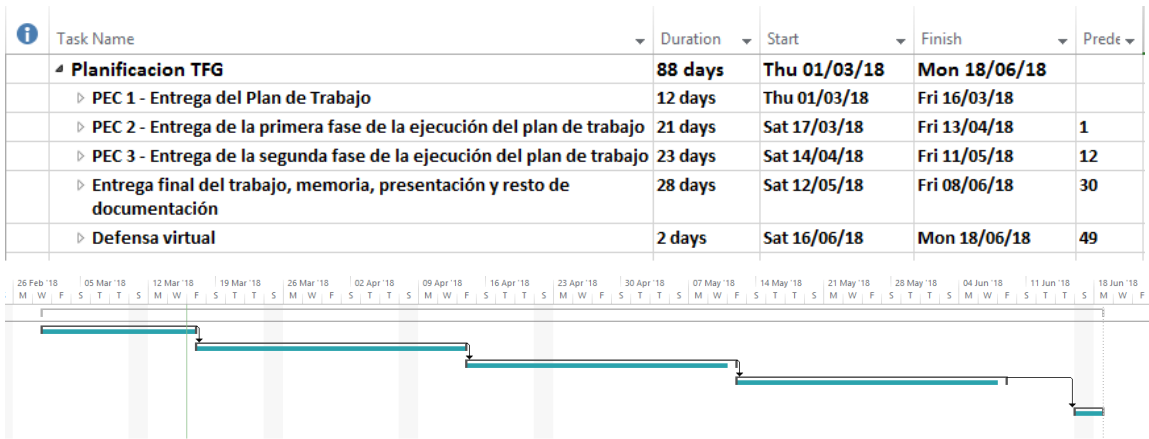 Task Name Duration Start Finish Prede
Planificacion TFG 88 days Thu 01/03/18 Mon 18/06/18
PEC 1 - Entrega del Plan de Trabajo 12 days Thu 01/03/18 Fri 16/03/18
PEC 2 - Entrega de la primera fase de la ejecución del plan de trabajo 21 days Sat 17/03/18 Fri 13/04/18 1
PEC 3 - Entrega de la segunda fase de la ejecución del plan de trabajo 23 days Sat 14/04/18 Fri 11/05/18 12
Entrega final del trabajo, memoria, presentación y resto de 28 days Sat 12/05/18 Fri 08/06/18 30
documentación
Defensa virtual 2 days Sat 16/06/18 Mon 18/06/18 49
26 Feb '18 05 Mar '18 12 Mar '18 19 Mar '18 26 Mar '18 02 Apr '18 09 Apr '18 16 Apr '18 23 Apr '18 30 Apr '18 07 May '18 14 May '18 21 May '18 28 May '18 04 Jun '18 11 Jun '18 18 Jun '18
M W F S T T S M W F S T T S M W F S T T S M W F S T T S M W F S T T S M W F S T T S M W F S T T S M W F S T T S M W F